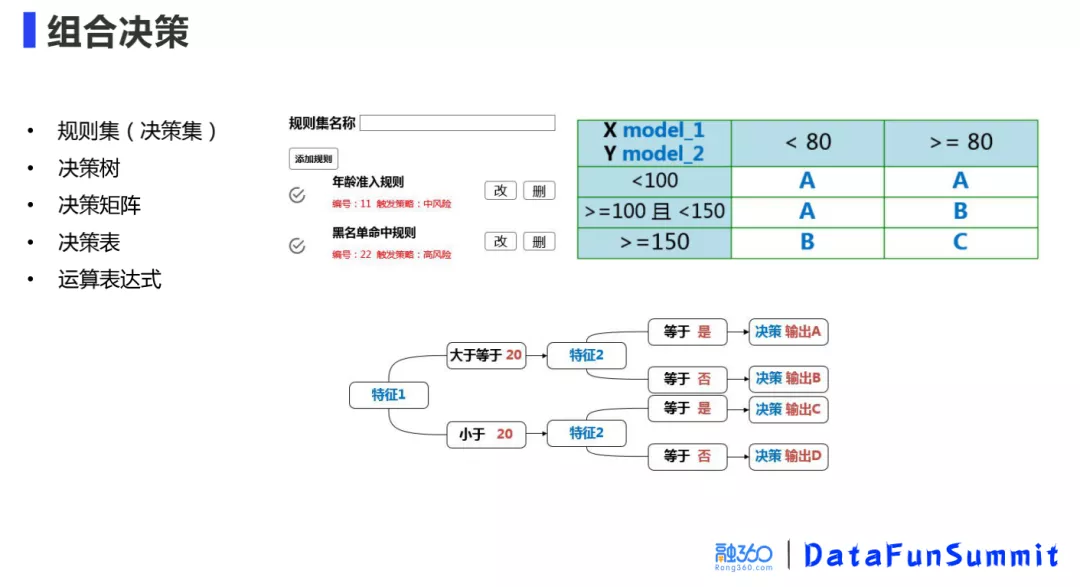 组合决策
• 规则集（决策集）
• 决策树
• 决策矩阵
• 决策表
• 运算表达式
规则集名称
添加规则
年龄准入规则
编号：11 触发策略：中风险
改 删
黑名单命中规则
编号：22 触发策略：高风险
改 删
X model_1
Y model_2
< 80 >= 80
<100 A A
>=100 且 <150 A B
>=150 B C
特征1
大于等于 20 特征2
等于 是 决策 输出A
等于 否 决策 输出B
小于 20 特征2
等于 是 决策 输出C
等于 否 决策 输出D
融360
Rong360.com
DataFunSummit